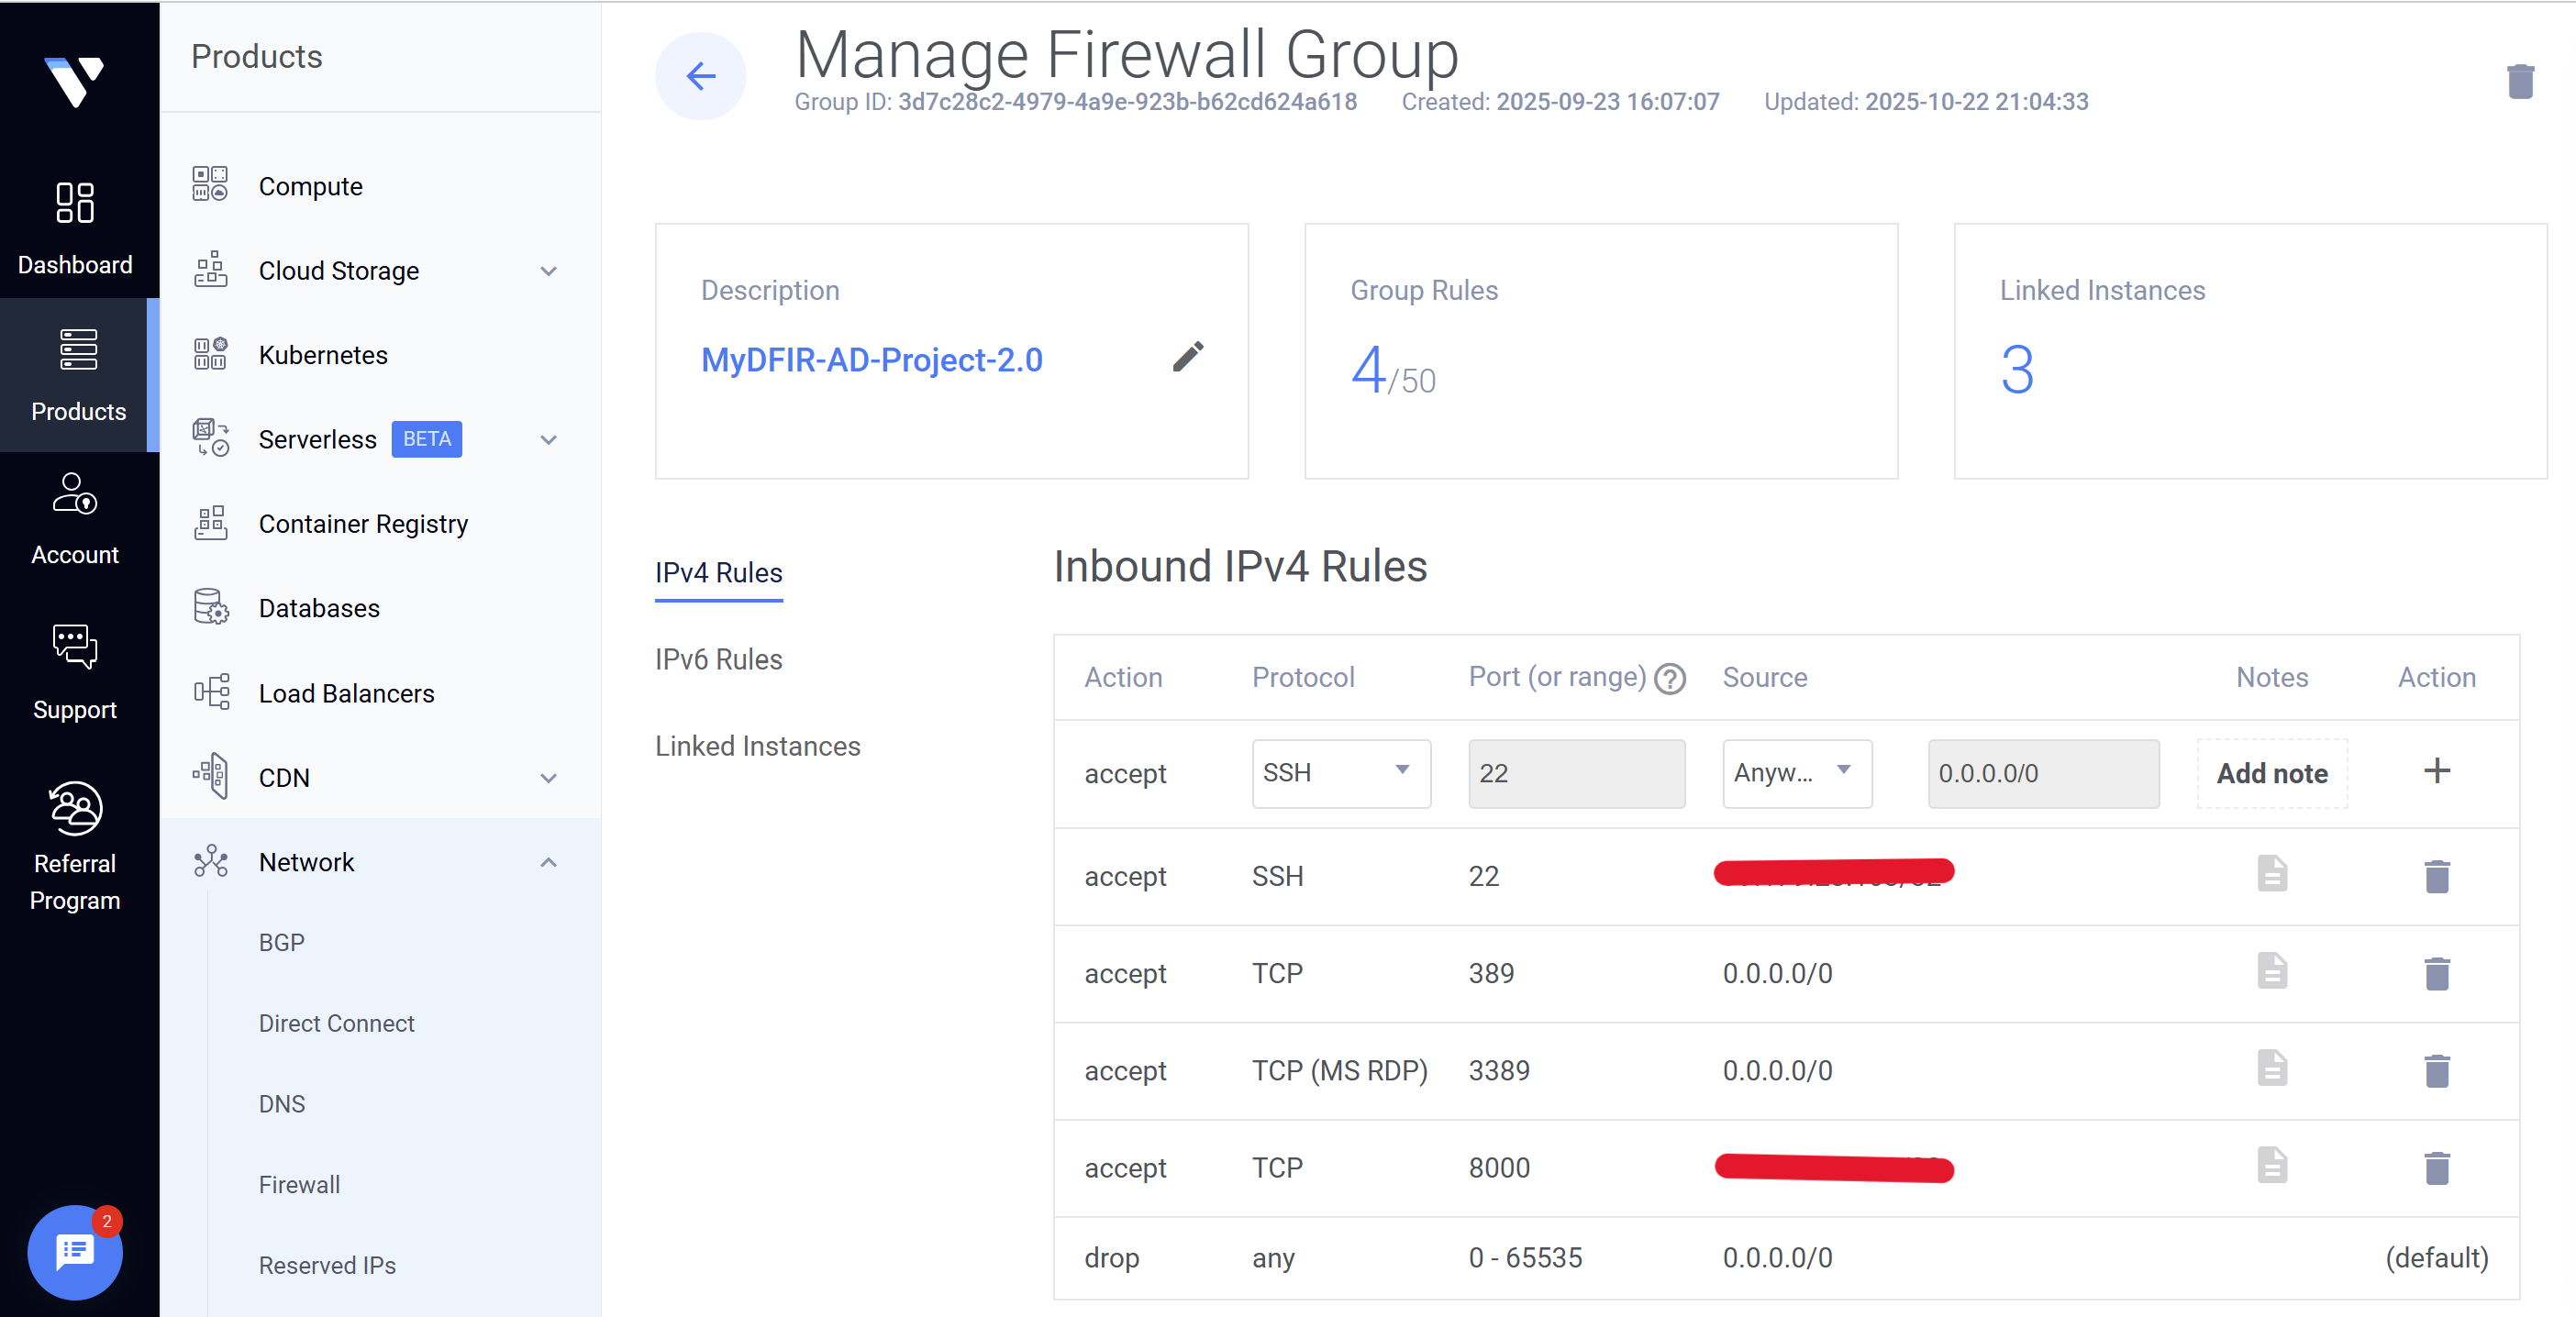 Products
Manage Firewall Group
Group ID: 3d7c28c2-4979-4a9e-923b-b62cd624a618 Created: 2025-09-23 16:07:07 Updated: 2025-10-22 21:04:33
Dashboard
Products
Account
Support
Referral
Program
2
Compute
Cloud Storage
Kubernetes
Serverless BETA
Container Registry
Databases
Load Balancers
CDN
Network
BGP
Direct Connect
DNS
Firewall
Reserved IPs
Description
MyDFIR-AD-Project-2.0
Group Rules
4/50
Linked Instances
3
IPv4 Rules
IPv6 Rules
Linked Instances
Inbound IPv4 Rules
Action Protocol Port (or range) ? Source Notes Action
accept SSH 22 Anyw... 0.0.0.0/0 Add note +
accept SSH 22
accept TCP 389 0.0.0.0/0
accept TCP (MS RDP) 3389 0.0.0.0/0
accept TCP 8000
drop any 0 - 65535 0.0.0.0/0 (default)